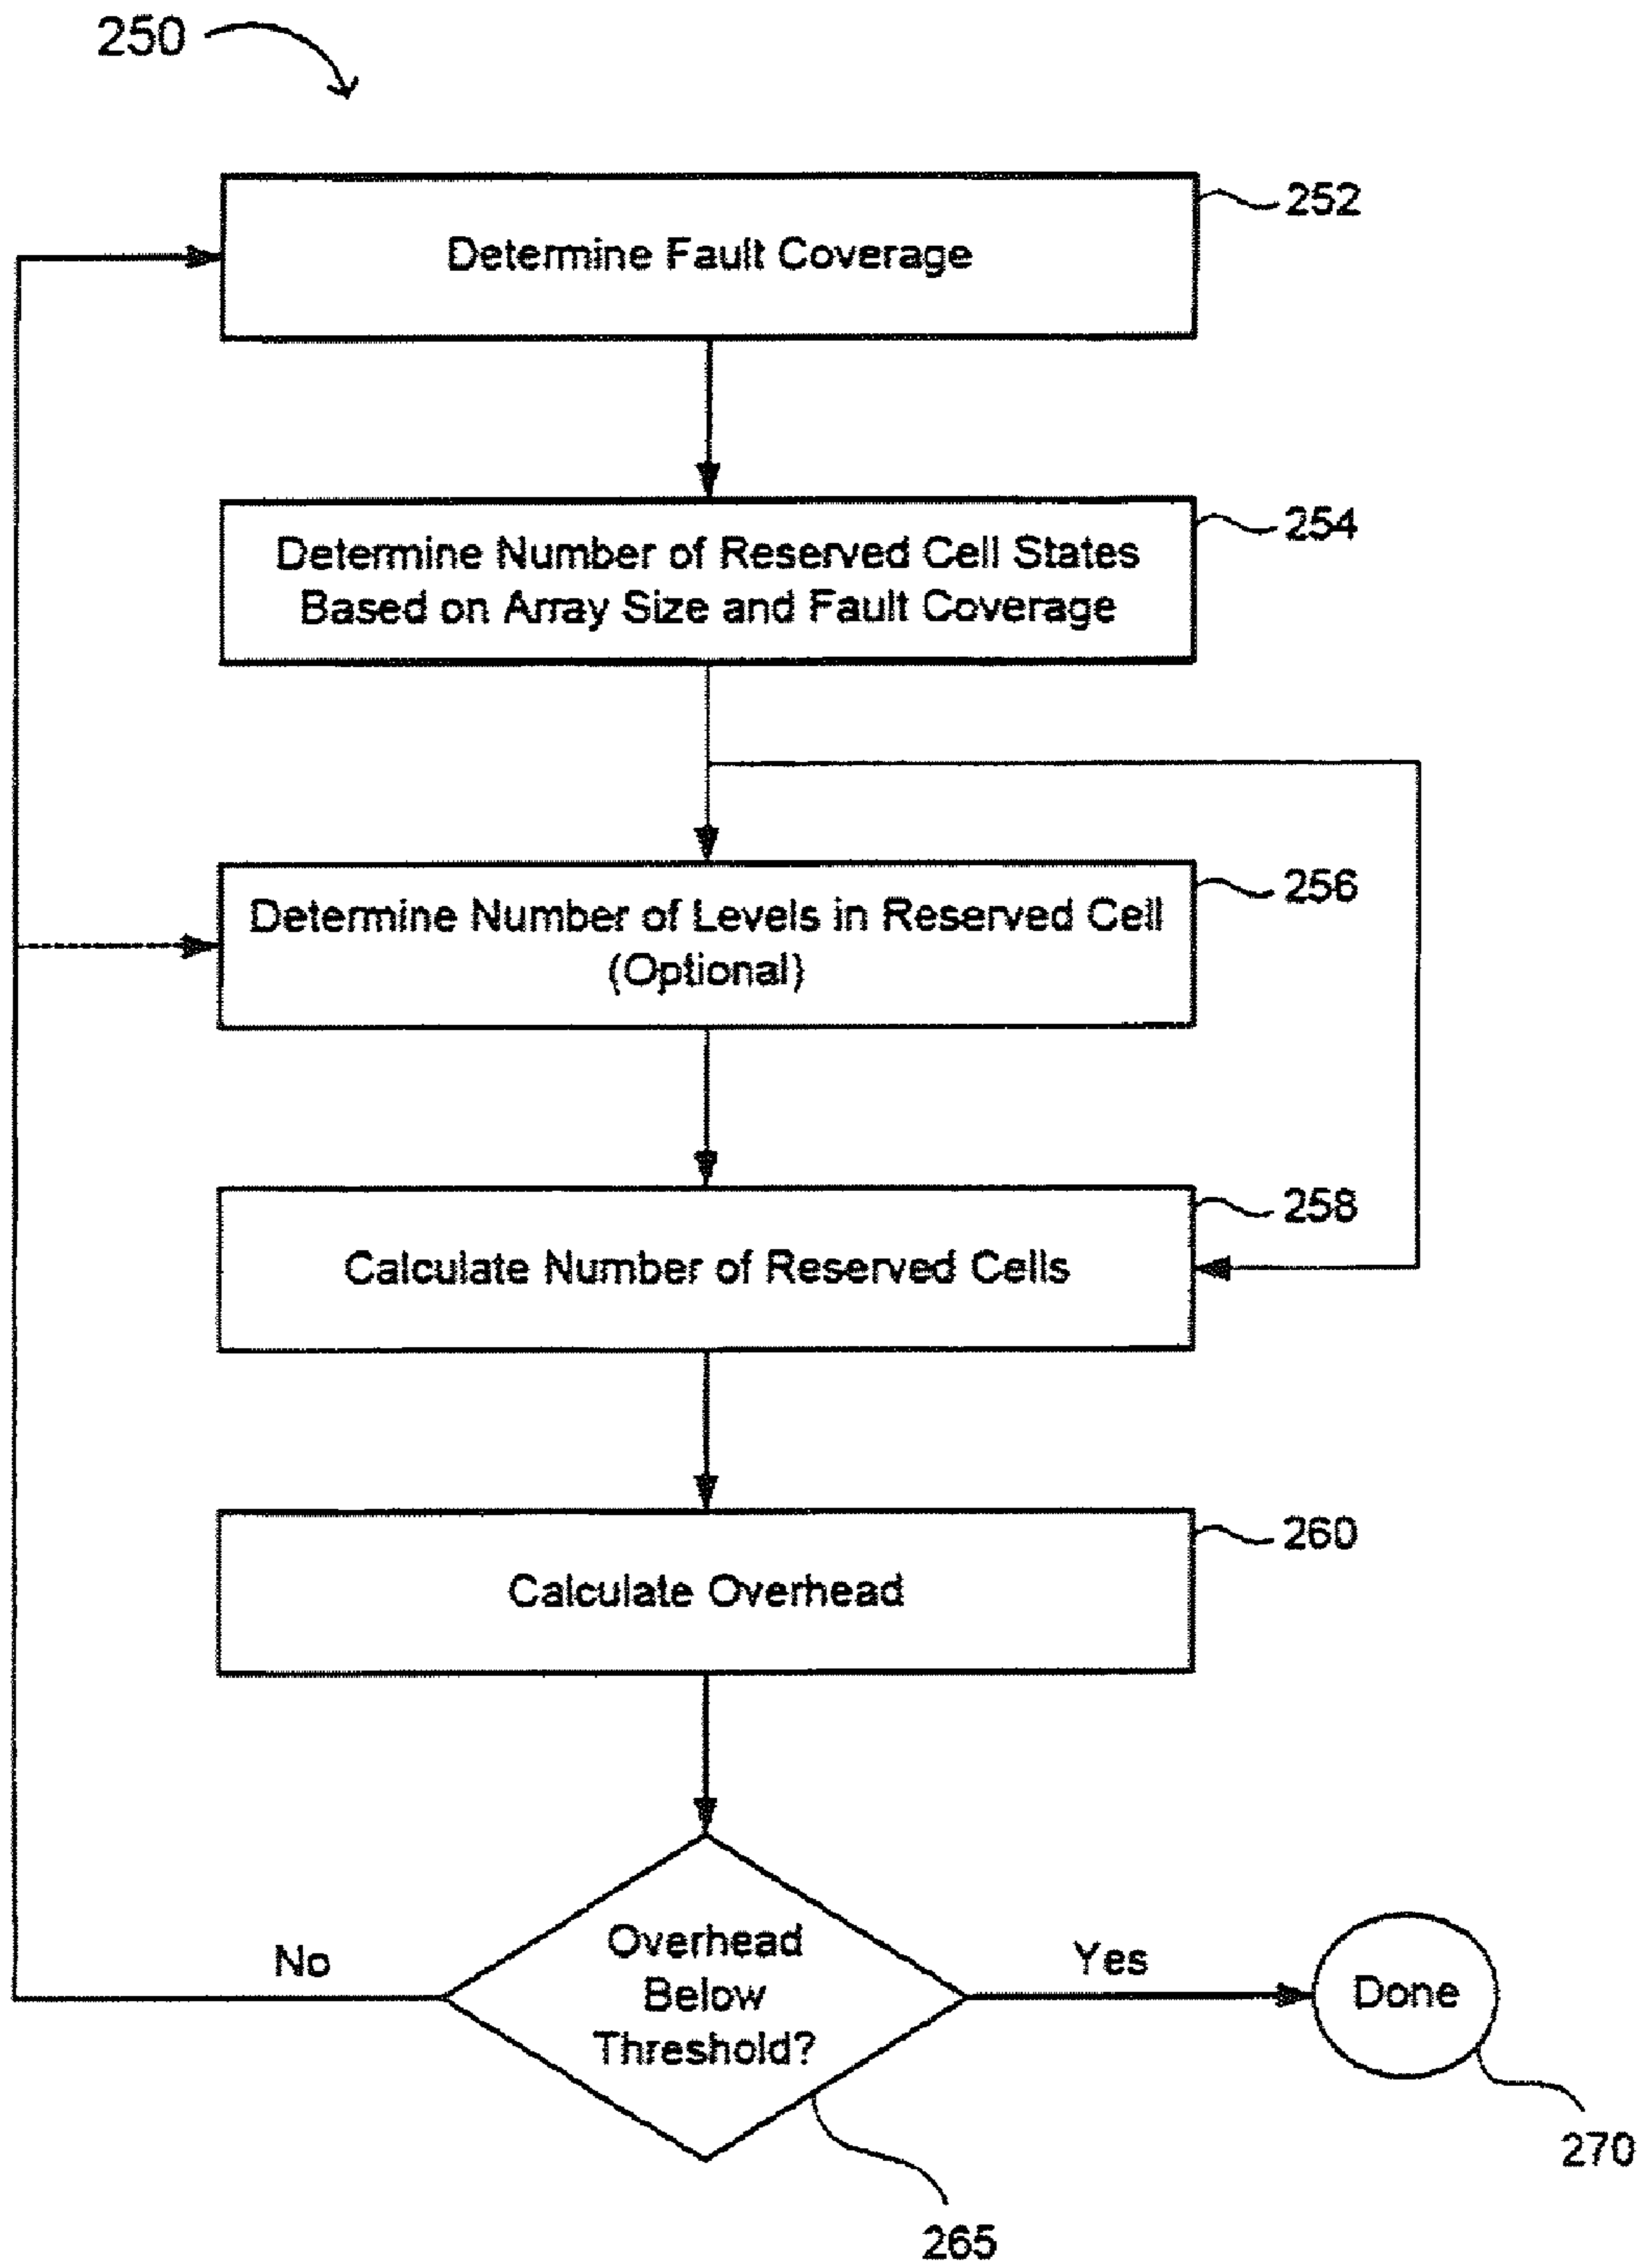 250
252
Determine Fault Coverage
254
Determine Number of Reserved Cell States
Based on Array Size and Fault Coverage
256
Determine Number of Levels in Reserved Cell
(Optional)
258
Calculate Number of Reserved Cells
260
Calculate Overhead
Overhead
Below
Threshold?
No
Yes
Done
270
265